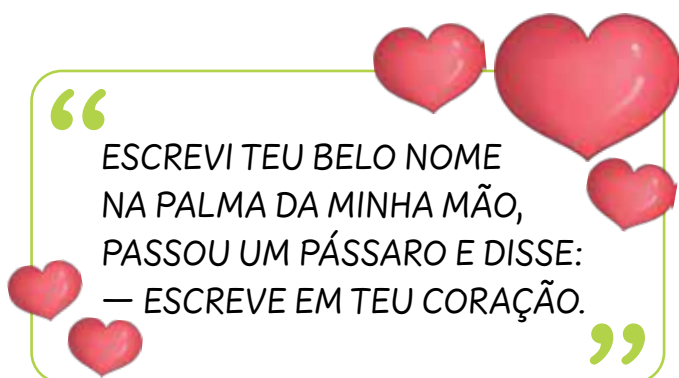 “
ESCREVI TEU BELO NOME
NA PALMA DA MINHA MÃO,
PASSOU UM PÁSSARO E DISSE:
— ESCREVE EM TEU CORAÇÃO.
”